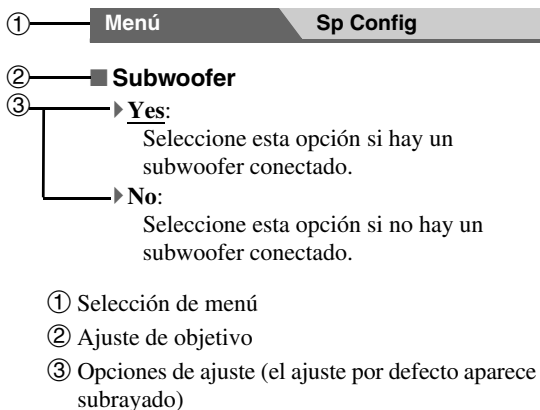 ① Menú Sp Config
② ■ Subwoofer
③ Yes:
Seleccione esta opción si hay un
subwoofer conectado.
No:
Seleccione esta opción si no hay un
subwoofer conectado.
① Selección de menú
② Ajuste de objetivo
③ Opciones de ajuste (el ajuste por defecto aparece
subrayado)